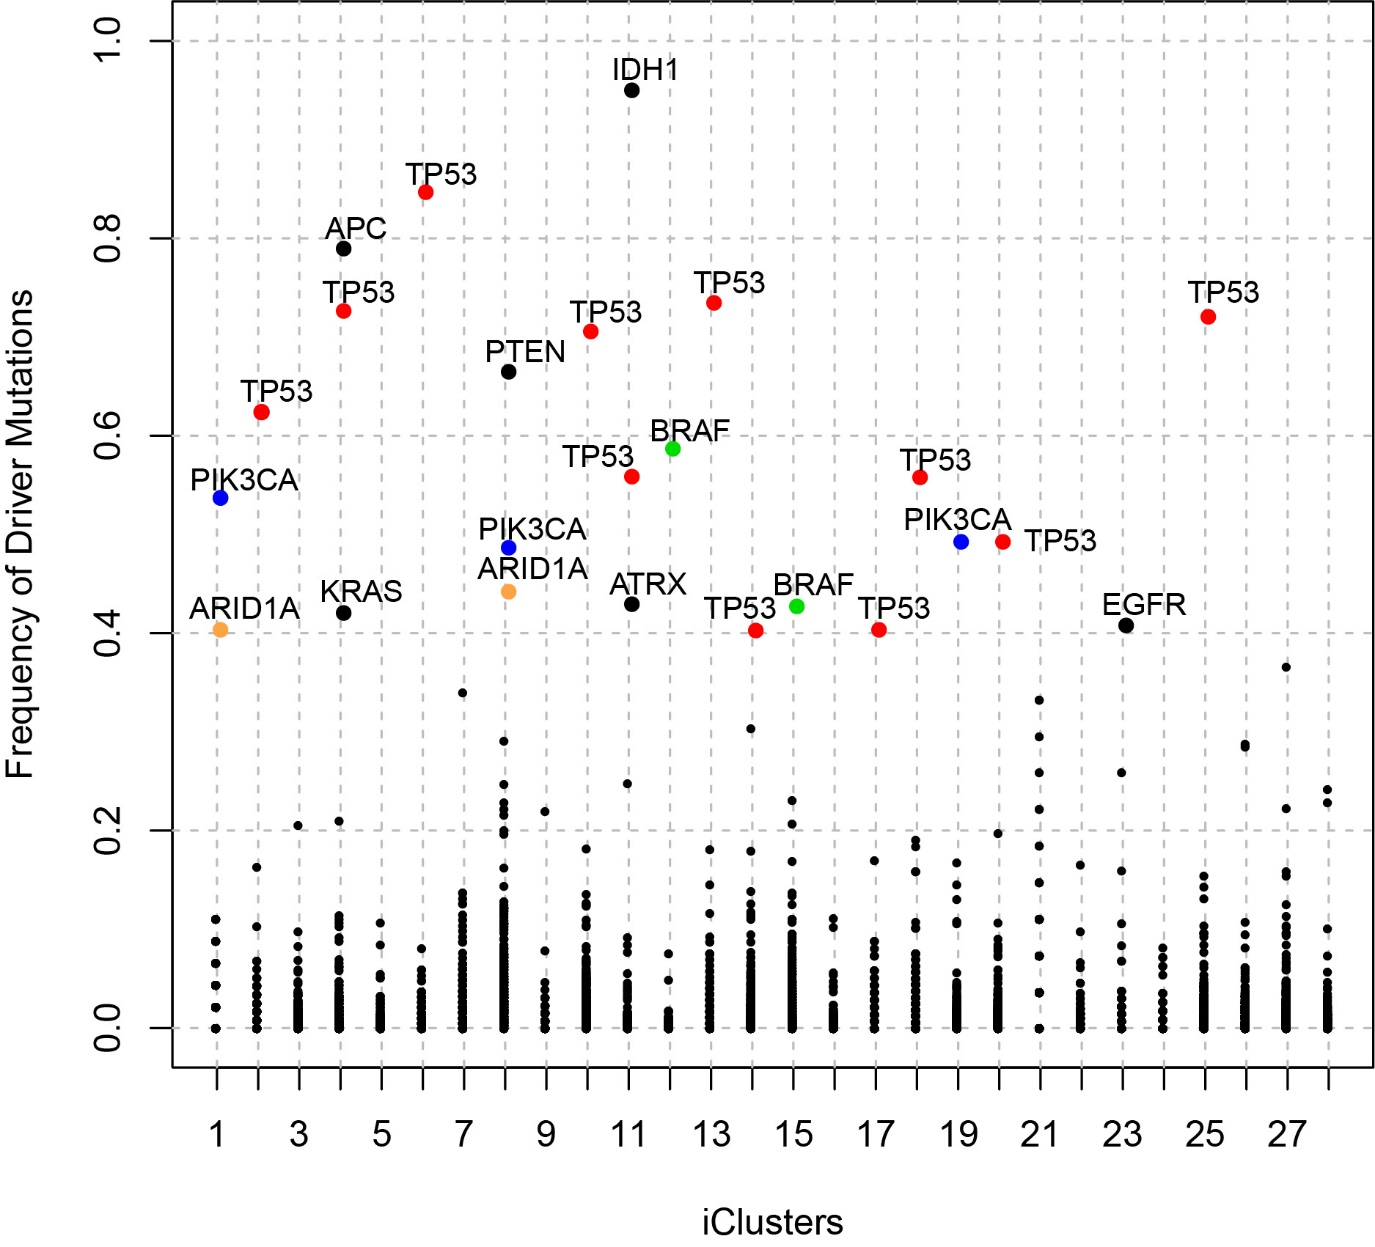 1.0
IDH1
TP53
APC
0.8
TP53
TP53
TP53
TP53
PTEN
TP53
BRAF
0.6
TP53
TP53
PIK3CA
PIK3CA
PIK3CA
TP53
ARID1A
KRAS
ATRX
BRAF
ARID1A
TP53
TP53
EGFR
0.4
0.2
0.0
Frequency of Driver Mutations
1 3 5 7 9 11 13 15 17 19 21 23 25 27
iClusters